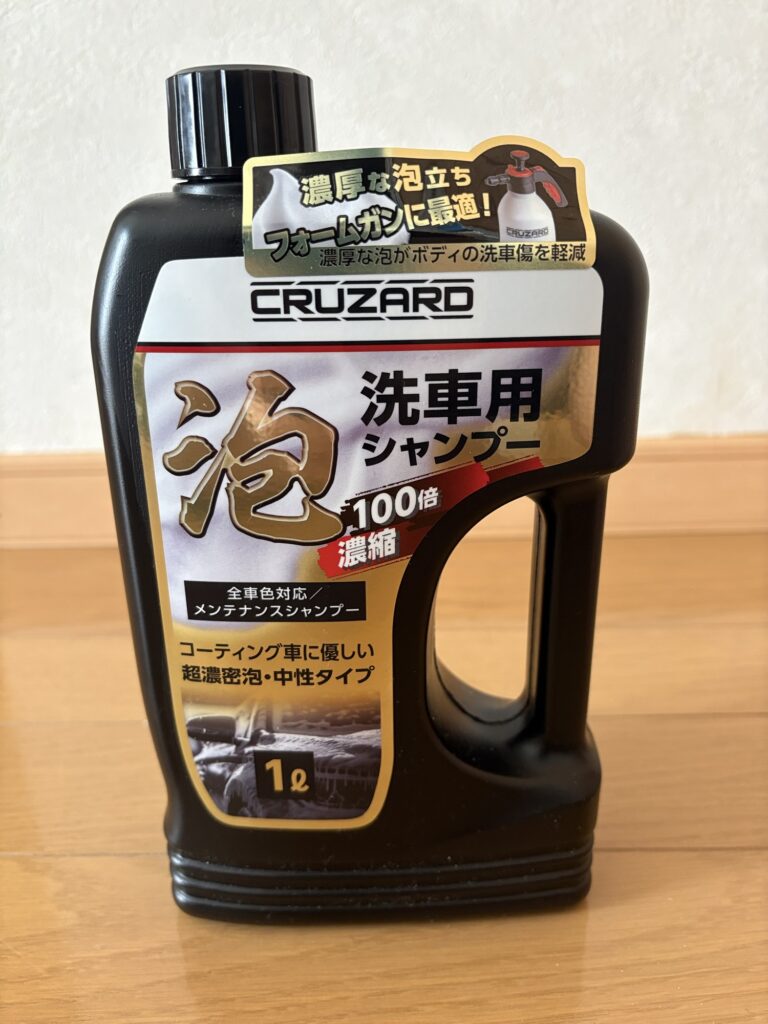 濃厚な泡立ち
フォームガンに最適!
CRUZARD
濃厚な泡がボディの洗車傷を軽減
CRUZARD
泡
洗車用
シャンプー
100倍
濃縮
全車色対応/
メンテナンスシャンプー
コーティング車に優しい
超濃密泡・中性タイプ
1ℓ